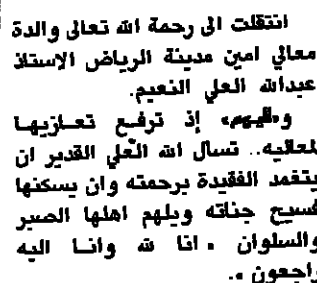 انتقلت الى رحمة الله تعالى والدة
معالي امين مدينة الرياض الاستاذ
عبدالله العلي النعيم.
و«اليوم» إذ ترفع تعازيها
لمعاليه.. تسال الله العلي القدير ان
يتغمد الفقيدة برحمته وان يسكنها
فسيح جناته ويلهم اهلها الصبر
والسلوان « انا لله وانا اليه
راجعون ».